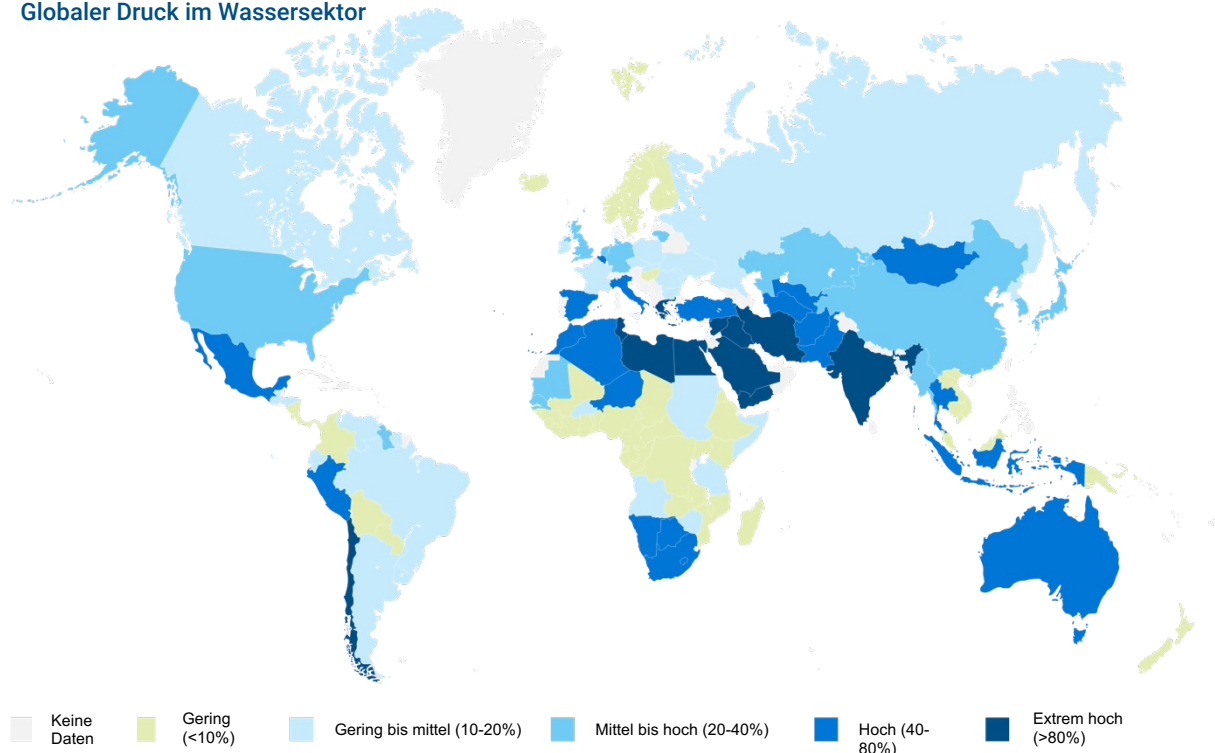 Globaler Druck im Wassersektor
Keine
Daten
Gering
(<10%)
Gering bis mittel (10-20%)
Mittel bis hoch (20-40%)
Hoch (40-
80%)
Extrem hoch
(>80%)